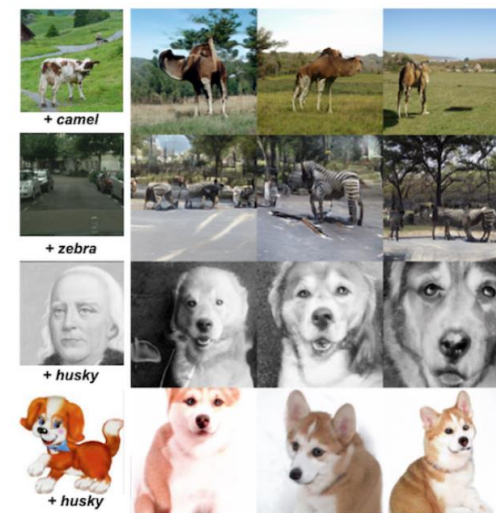 + camel
+ zebra
+ husky
+ husky